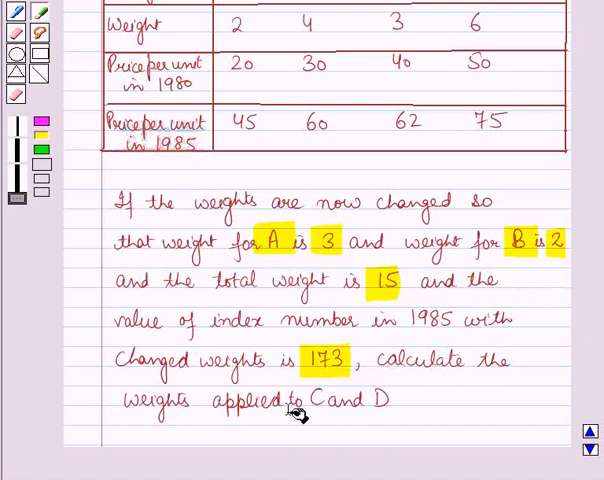 Weight 2 4 3 6
Price per unit 20 30 40 50
in 1980
Price per unit 45 60 62 75
in 1985
If the weights are now changed so
that weight for A is 3 and weight for B is 2
and the total weight is 15 and the
value of index number in 1985 with
changed weights is 173, calculate the
weights applied to C and D